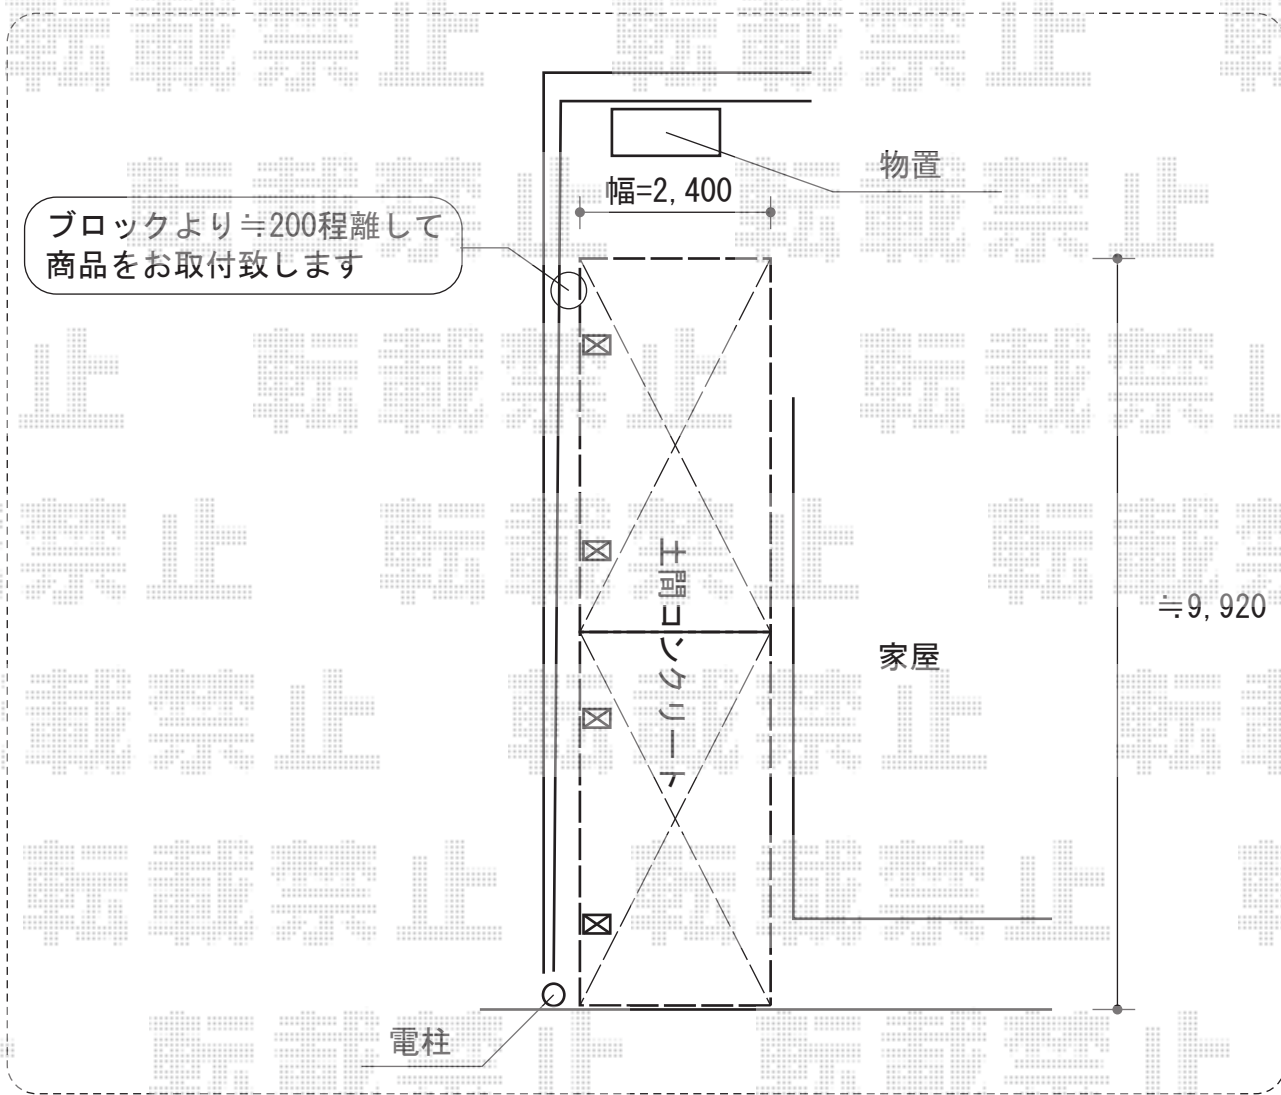 物置
幅=2,400
ブロックより≒200程離して
商品をお取付致します
土間コンクリート
≒9,920
家屋
電柱
転載禁止